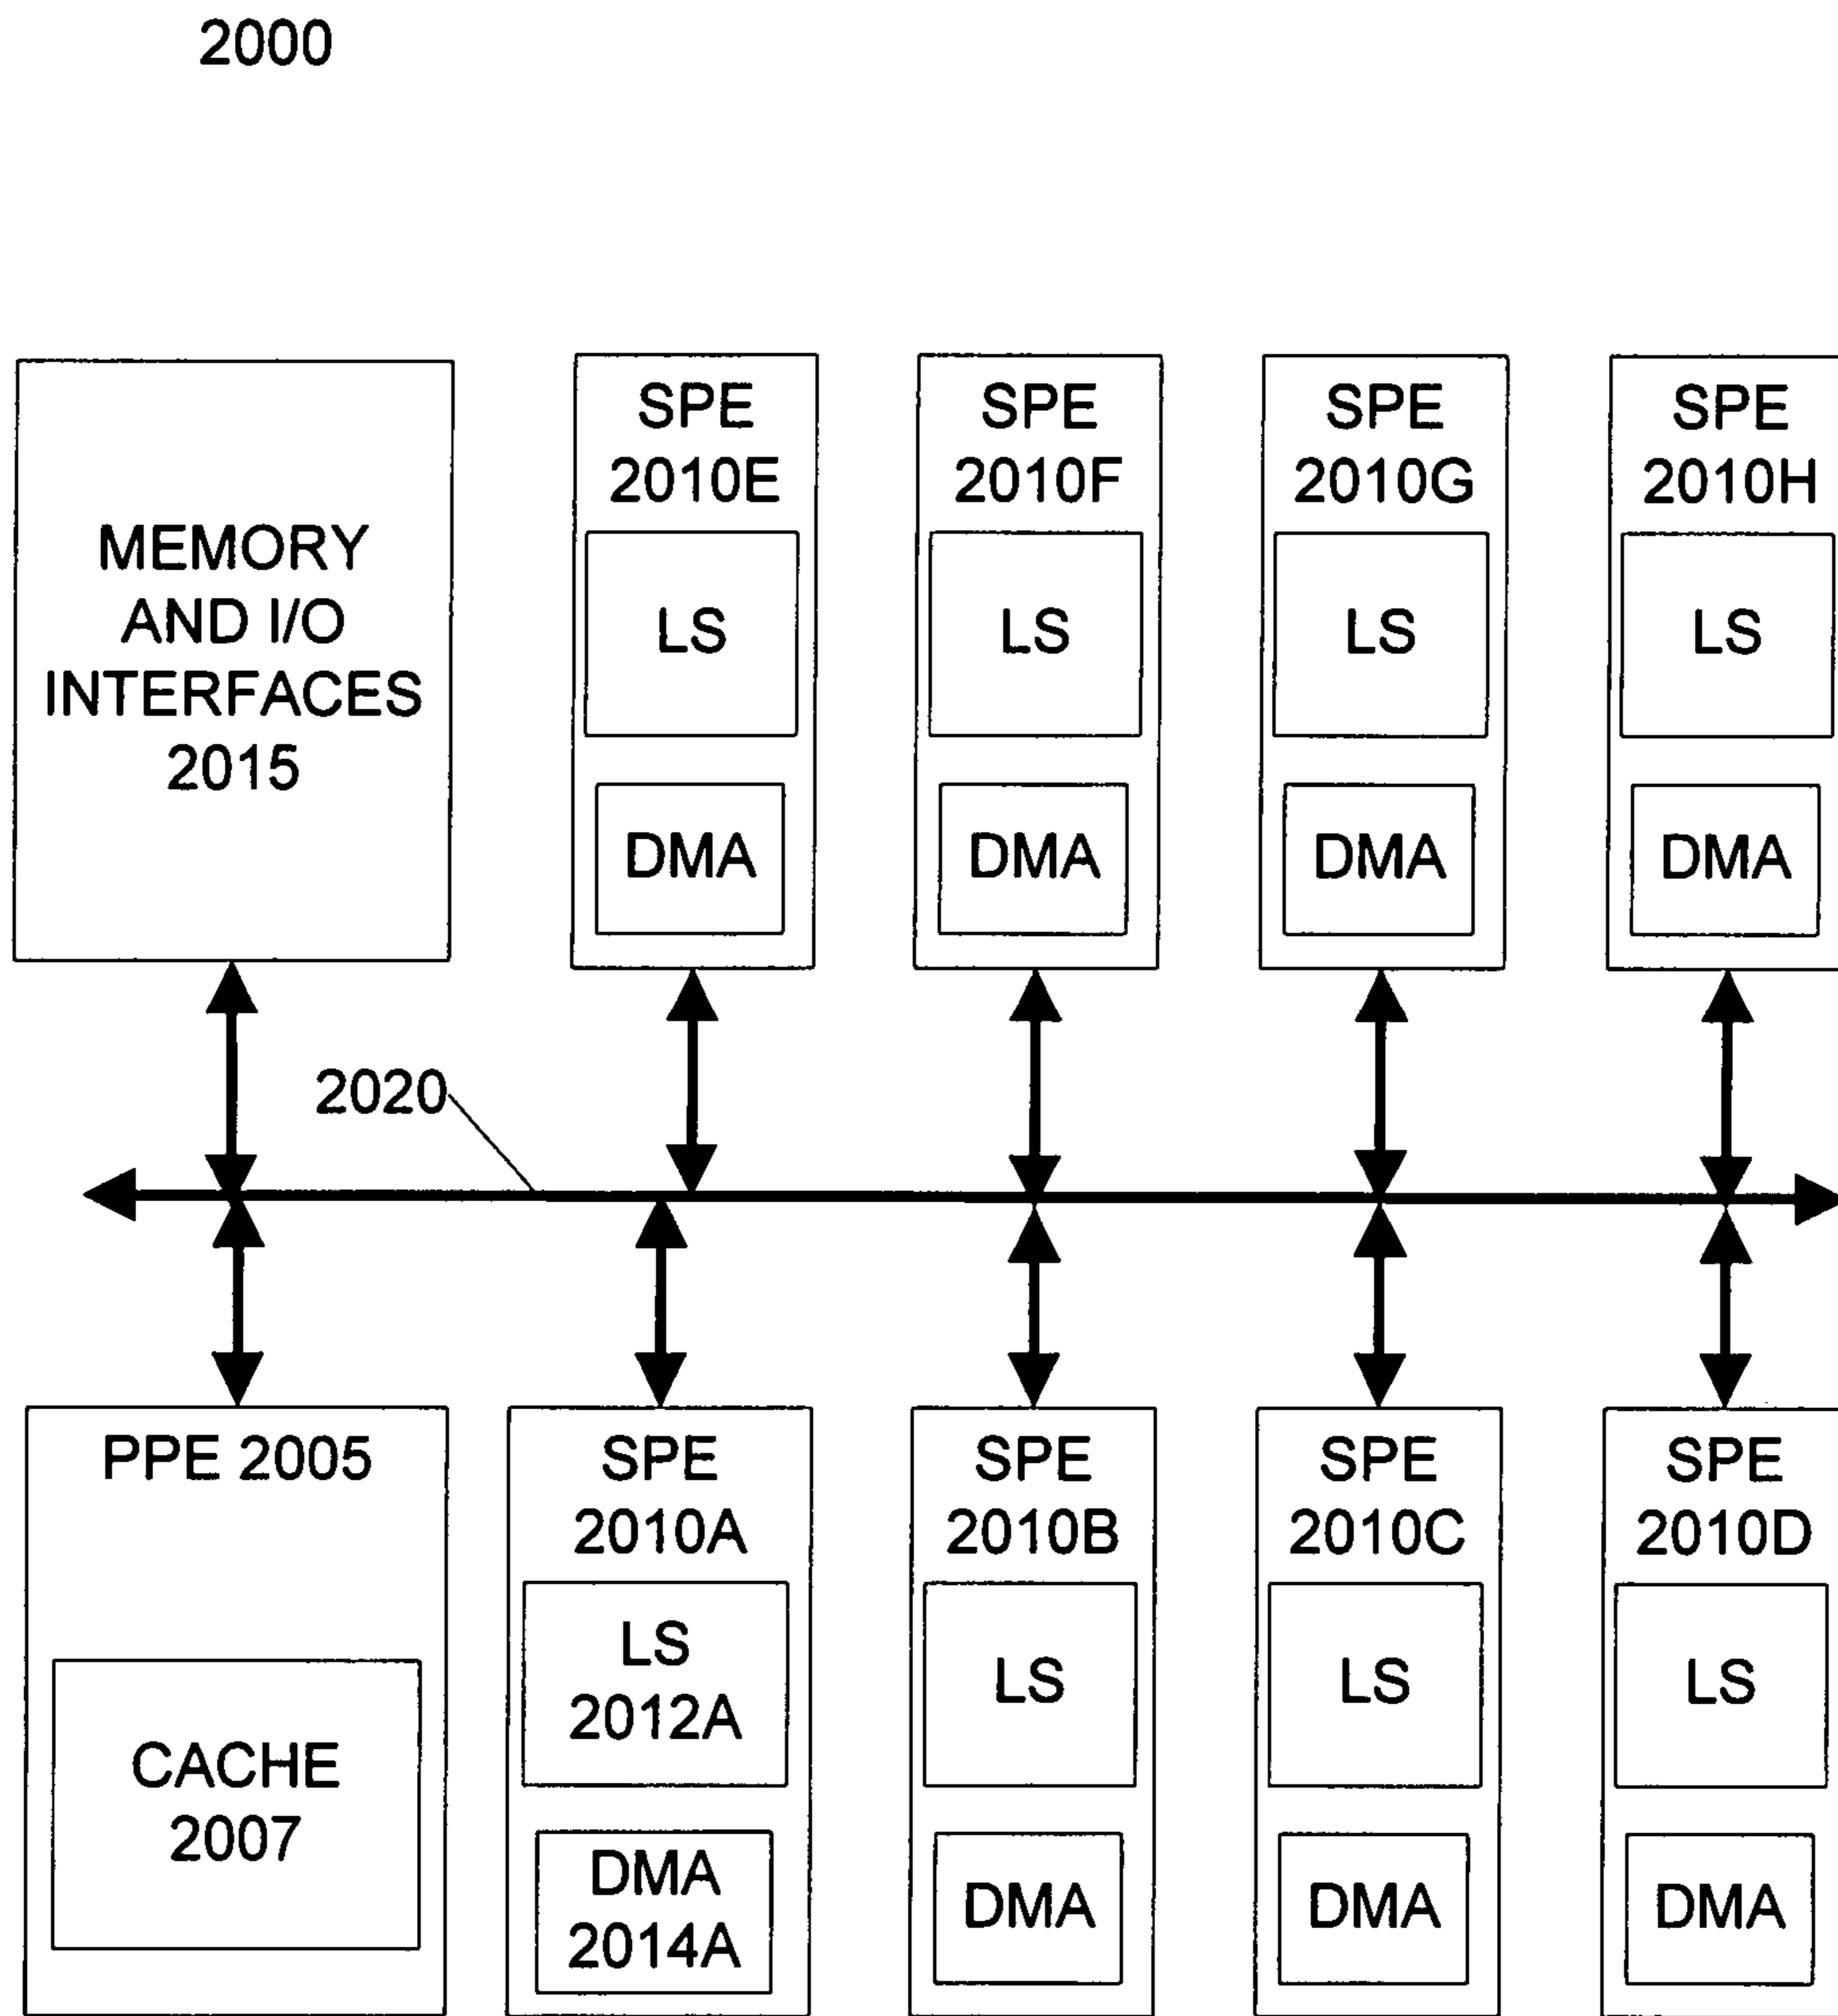 2000
MEMORY
AND I/O
INTERFACES
2015
SPE
2010E
LS
DMA
SPE
2010F
LS
DMA
SPE
2010G
LS
DMA
SPE
2010H
LS
DMA
2020
PPE 2005
CACHE
2007
SPE
2010A
LS
2012A
DMA
2014A
SPE
2010B
LS
DMA
SPE
2010C
LS
DMA
SPE
2010D
LS
DMA